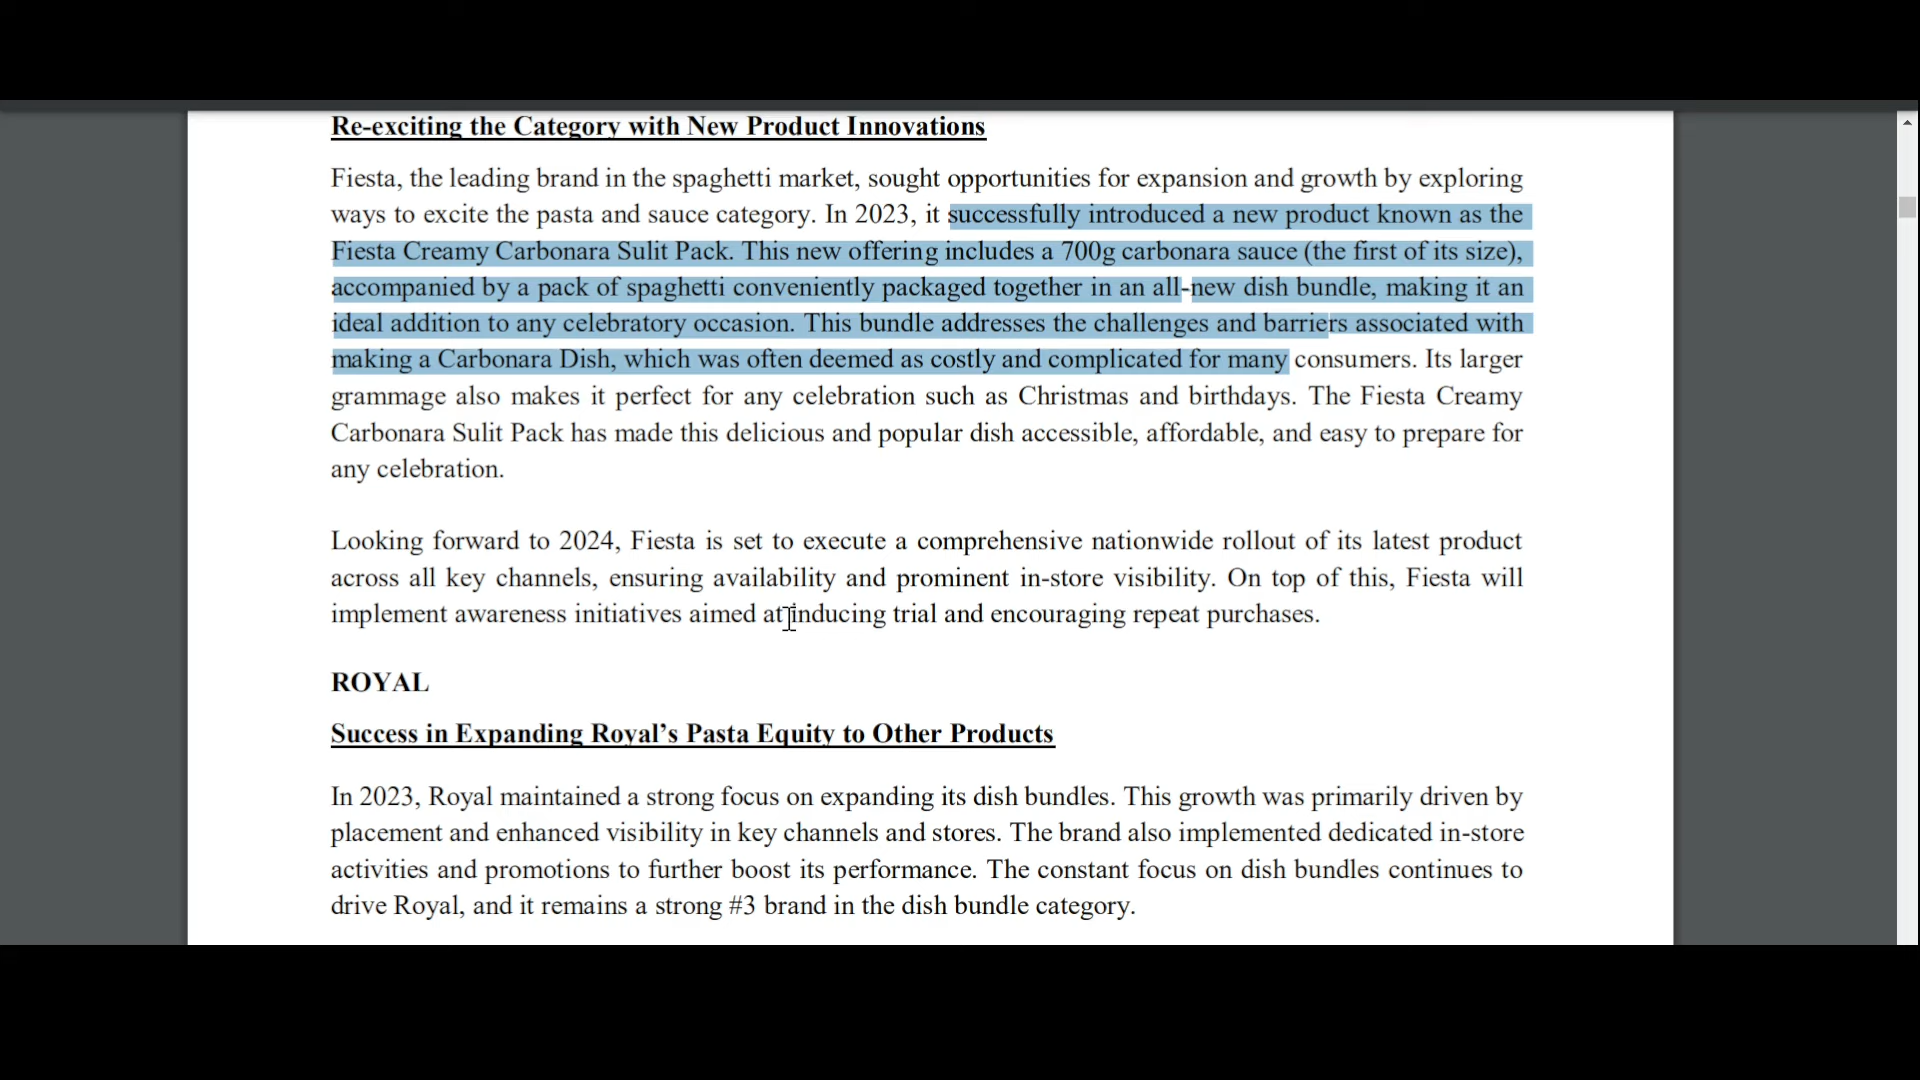 Re-exciting the Category with New Product Innovations
Fiesta, the leading brand in the spaghetti market, sought opportunities for expansion and growth by exploring
ways to excite the pasta and sauce category. In 2023, it successfully introduced a new product known as the
Fiesta Creamy Carbonara Sulit Pack. This new offering includes a 700g carbonara sauce (the first of its size),
accompanied by a pack of spaghetti conveniently packaged together in an all-new dish bundle, making it an
ideal addition to any celebratory occasion. This bundle addresses the challenges and barriers associated with
making a Carbonara Dish, which was often deemed as costly and complicated for many consumers. Its larger
grammage also makes it perfect for any celebration such as Christmas and birthdays. The Fiesta Creamy
Carbonara Sulit Pack has made this delicious and popular dish accessible, affordable, and easy to prepare for
any celebration.
Looking forward to 2024, Fiesta is set to execute a comprehensive nationwide rollout of its latest product
across all key channels, ensuring availability and prominent in-store visibility. On top of this, Fiesta will
implement awareness initiatives aimed at inducing trial and encouraging repeat purchases.
ROYAL
Success in Expanding Royal’s Pasta Equity to Other Products
In 2023, Royal maintained a strong focus on expanding its dish bundles. This growth was primarily driven by
placement and enhanced visibility in key channels and stores. The brand also implemented dedicated in-store
activities and promotions to further boost its performance. The constant focus on dish bundles continues to
drive Royal, and it remains a strong #3 brand in the dish bundle category.